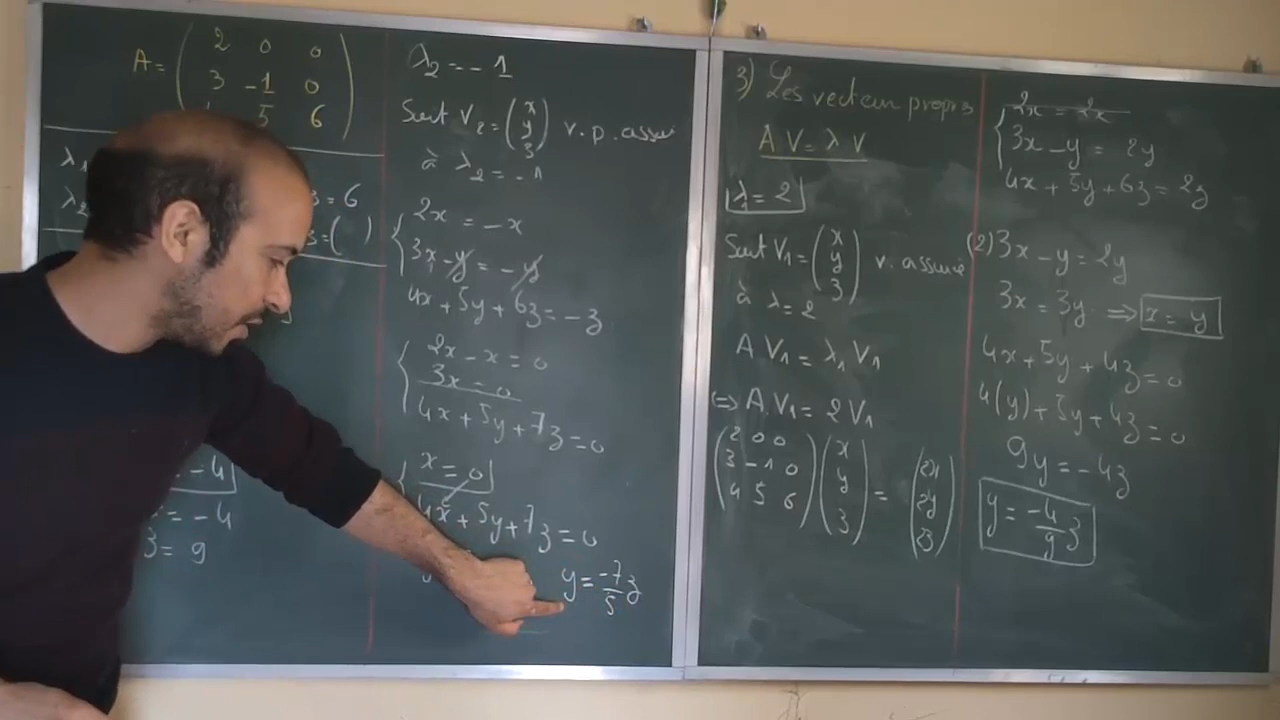 A = ( 2 0 0
3 -1 0
5 6 )
λ1
λ2
3 = 6
3 = ( )
= -4
= -4
3 = 9
λ2 = -1
Soit V2 = ( x y z ) v.p. associé
à λ2 = -1
2x = -x
3x - y = -y
4x + 5y + 6z = -z
2x - x = 0
3x = 0
4x + 5y + 7z = 0
x = 0
4x + 5y + 7z = 0
y = -7/5 z
3) Les vecteurs propres
A V = λ V
λ = 2
Soit V1 = ( x y z ) v. associé
à λ = 2
A V1 = λ1 V1
⇔ A . V1 = 2 V1
( 2 0 0
3 -1 0
4 5 6 ) ( x y z ) = ( 2x 2y 2z )
2x = 2x
3x - y = 2y
4x + 5y + 6z = 2z
(2) 3x - y = 2y
3x = 3y ⇒ x = y
4x + 5y + 4z = 0
4(y) + 5y + 4z = 0
9y = -4z
y = -4/9 z